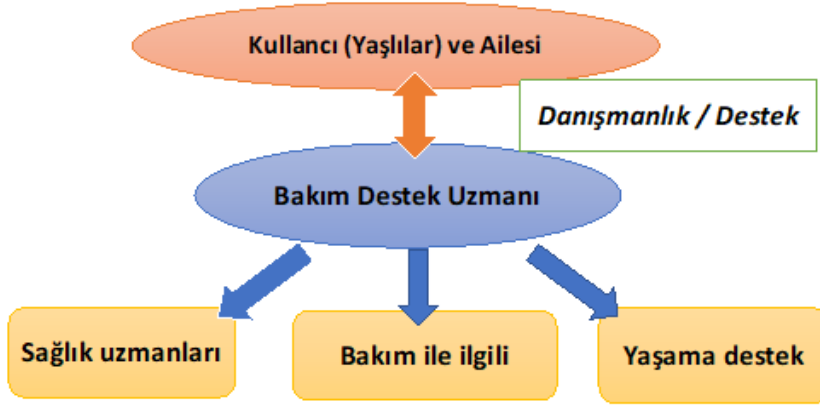 Kullancı (Yaşlılar) ve Ailesi
Danışmanlık / Destek
Bakım Destek Uzmanı
Sağlık uzmanları
Bakım ile ilgili
Yaşama destek